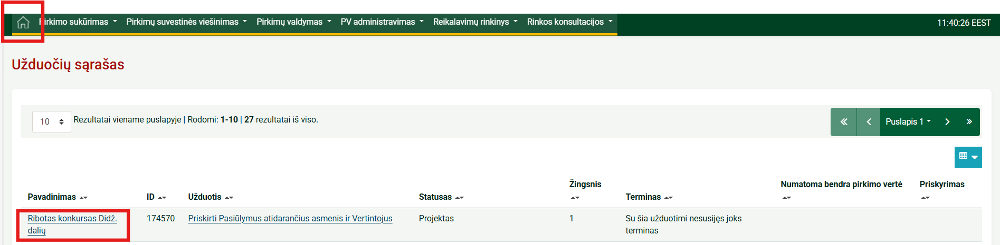 Pirkimo sukūrimas Pirkimų suvestinės viešinimas Pirkimų valdymas PV administravimas Reikalavimų rinkinys Rinkos konsultacijos 11:40:26 EEST
Užduočių sąrašas
10 Rezultatai viename puslapyje | Rodomi: 1-10 | 27 rezultatai iš viso. « ‹ Puslapis 1 › »
Pavadinimas ID Užduotis Statusas Žingsnis Terminas Numatoma bendra pirkimo vertė Priskyrimas
Ribotas konkursas Didž. 174570 Priskirti Pasiūlymus atidarančius asmenis ir Vertintojus Projektas 1 Su šia užduotimi nesusijęs joks
dalių terminas